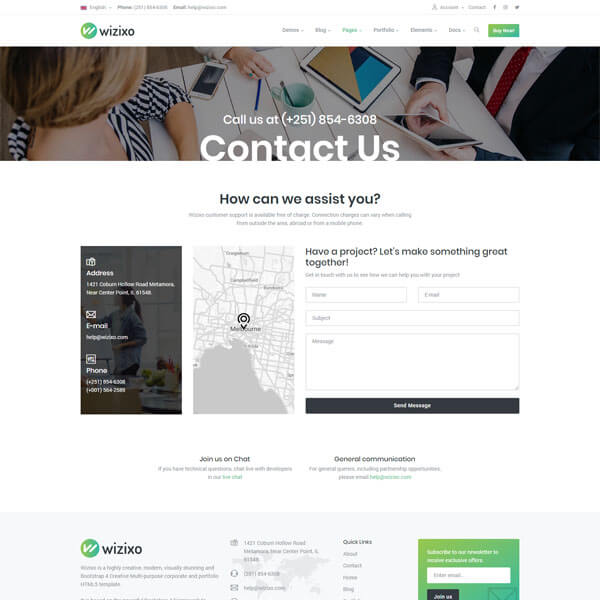 English Phone: (251) 854-6308 Email: help@wizixo.com Account Contact
wizixo Demos Blog Pages Portfolio Elements Docs Buy Now!
Call us at (+251) 854-6308
Contact Us
How can we assist you?
Wizixo customer support is available free of charge. Connection charges can vary when calling
from outside the area, abroad or from a mobile phone.
Address
1421 Coburn Hollow Road Metamora,
Near Center Point, IL 61548.
E-mail
help@wizixo.com
Phone
(+251) 854-6308
(+001) 564-2568
Craigieburn
Campbellfield
Bundoora
Melbourne
Have a project? Let's make something great
together!
Get in touch with us to see how we can help you with your project
Name E-mail
Subject
Message
Send Message
Join us on Chat
If you have technical questions, chat live with developers
in our live chat
General communication
For general queries, including partnership opportunities,
please email help@wizixo.com
wizixo
Wizixo is a highly creative, modern, visually stunning and
Bootstrap 4 Creative Multi-purpose corporate and portfolio
HTML5 template.
1421 Coburn Hollow Road
Metamora, Near Center Point, IL
61548.
(251) 854-6308
help@wizixo.com
Quick Links
About
Contact
Home
Blog
Portfolio
Subscribe to our newsletter to
receive exclusive offers.
Enter email...
Join us